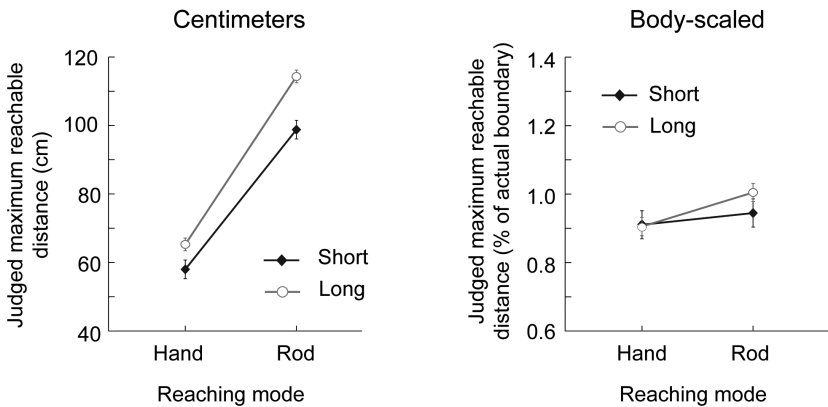 Centimeters
Judged maximum reachable
distance (cm)
120
100
80
60
40
Short
Long
Hand
Rod
Reaching mode
Body-scaled
Judged maximum reachable
distance (% of actual boundary)
1.4
1.2
1.0
0.8
0.6
Short
Long
Hand
Rod
Reaching mode